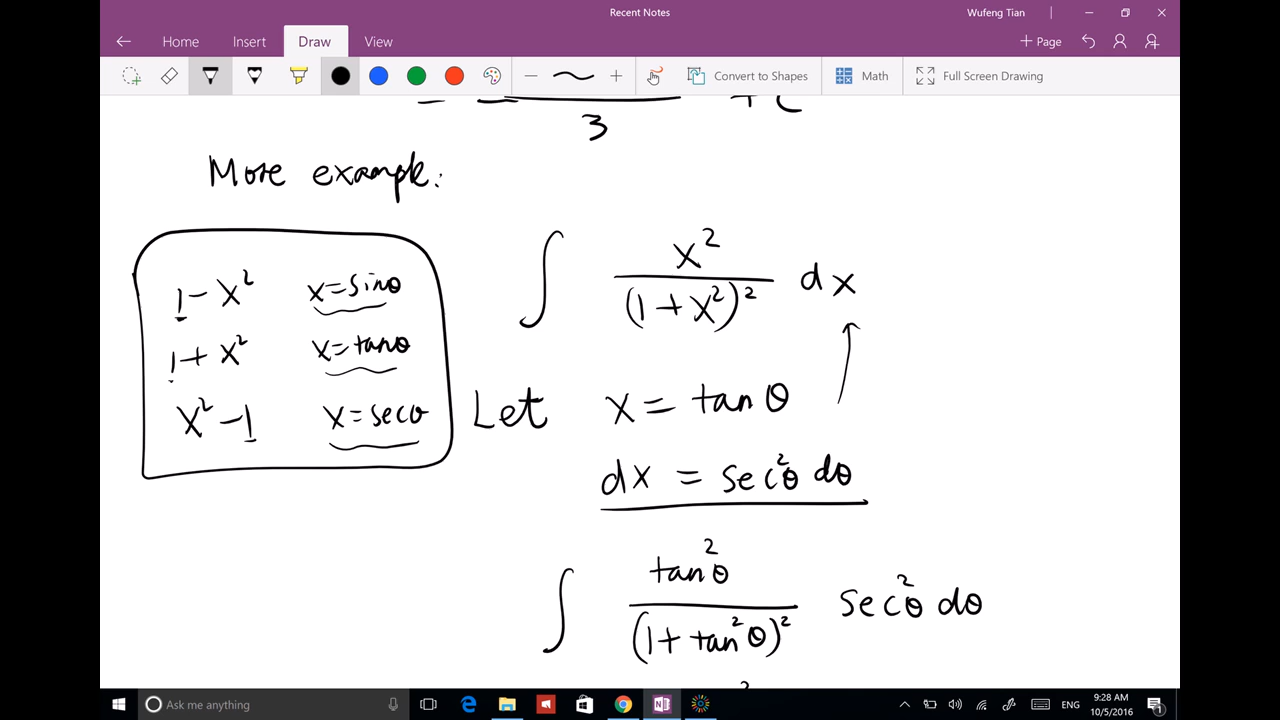 Recent Notes
Wufeng Tian
Home Insert Draw View
+ Page
Convert to Shapes
Math
Full Screen Drawing
3 + C
More example:
1 - x² x = sinθ
1 + x² x = tanθ
x² - 1 x = secθ
∫ x² / (1 + x²)² dx
Let x = tanθ
dx = sec²θ dθ
∫ tan²θ / (1 + tan²θ)² sec²θ dθ
Ask me anything
ENG
9:28 AM
10/5/2016